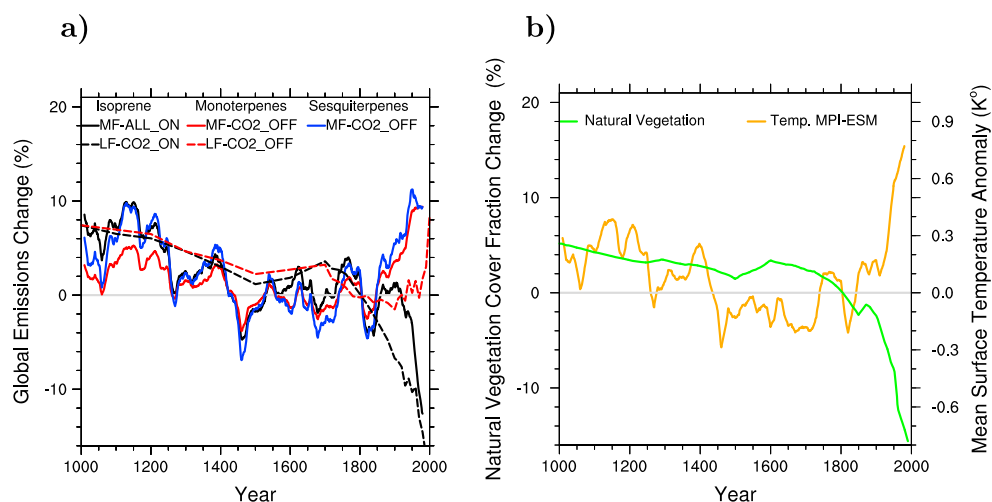 a)
Global Emissions Change (%)
20
10
0
-10
Isoprene Monoterpenes Sesquiterpenes
MF-ALL_ON MF-CO2_OFF MF-CO2_OFF
LF-CO2_ON LF-CO2_OFF
1000 1200 1400 1600 1800 2000
Year
b)
Natural Vegetation Cover Fraction Change (%)
20
10
0
-10
Natural Vegetation Temp. MPI-ESM
0.9
0.6
0.3
0.0
-0.3
-0.6
Mean Surface Temperature Anomaly (K°)
1000 1200 1400 1600 1800 2000
Year